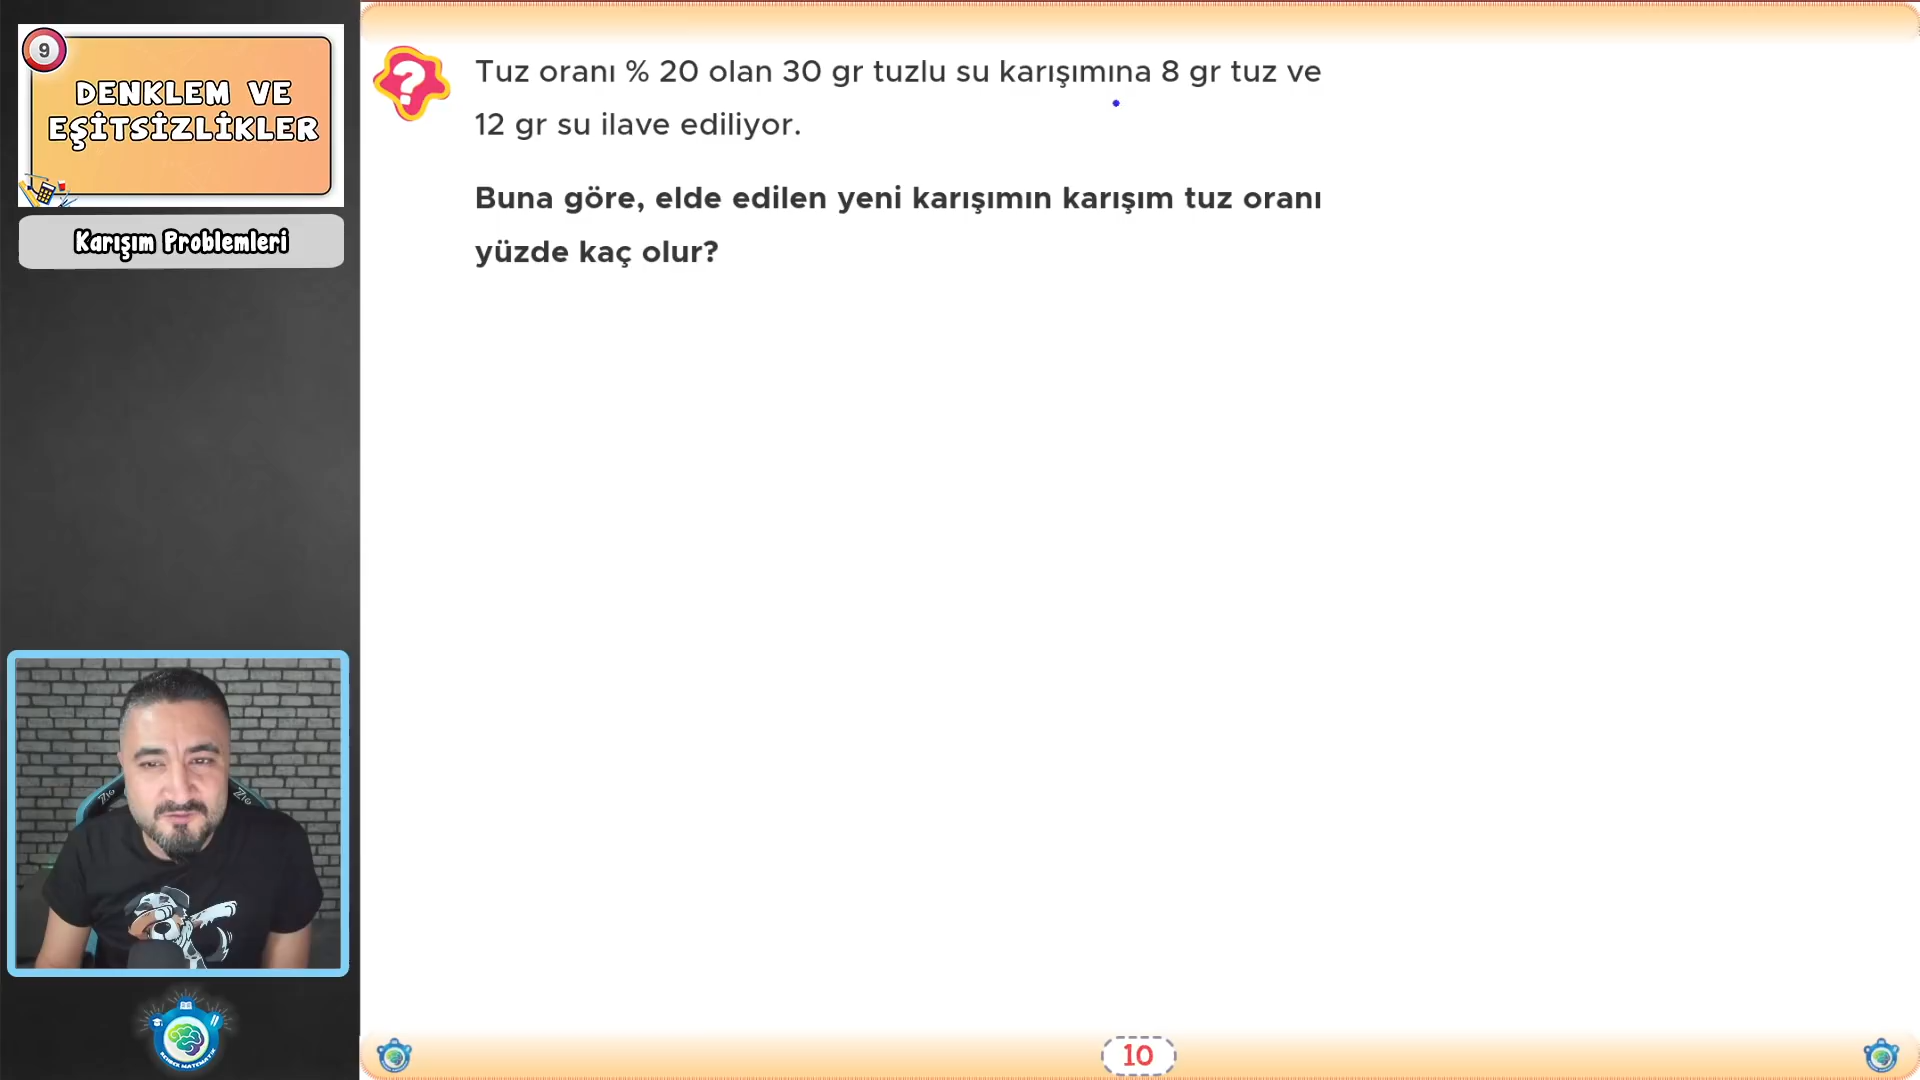 9
DENKLEM VE
EŞİTSİZLİKLER
Karışım Problemleri
Tuz oranı % 20 olan 30 gr tuzlu su karışımına 8 gr tuz ve
12 gr su ilave ediliyor.
Buna göre, elde edilen yeni karışımın karışım tuz oranı
yüzde kaç olur?
10